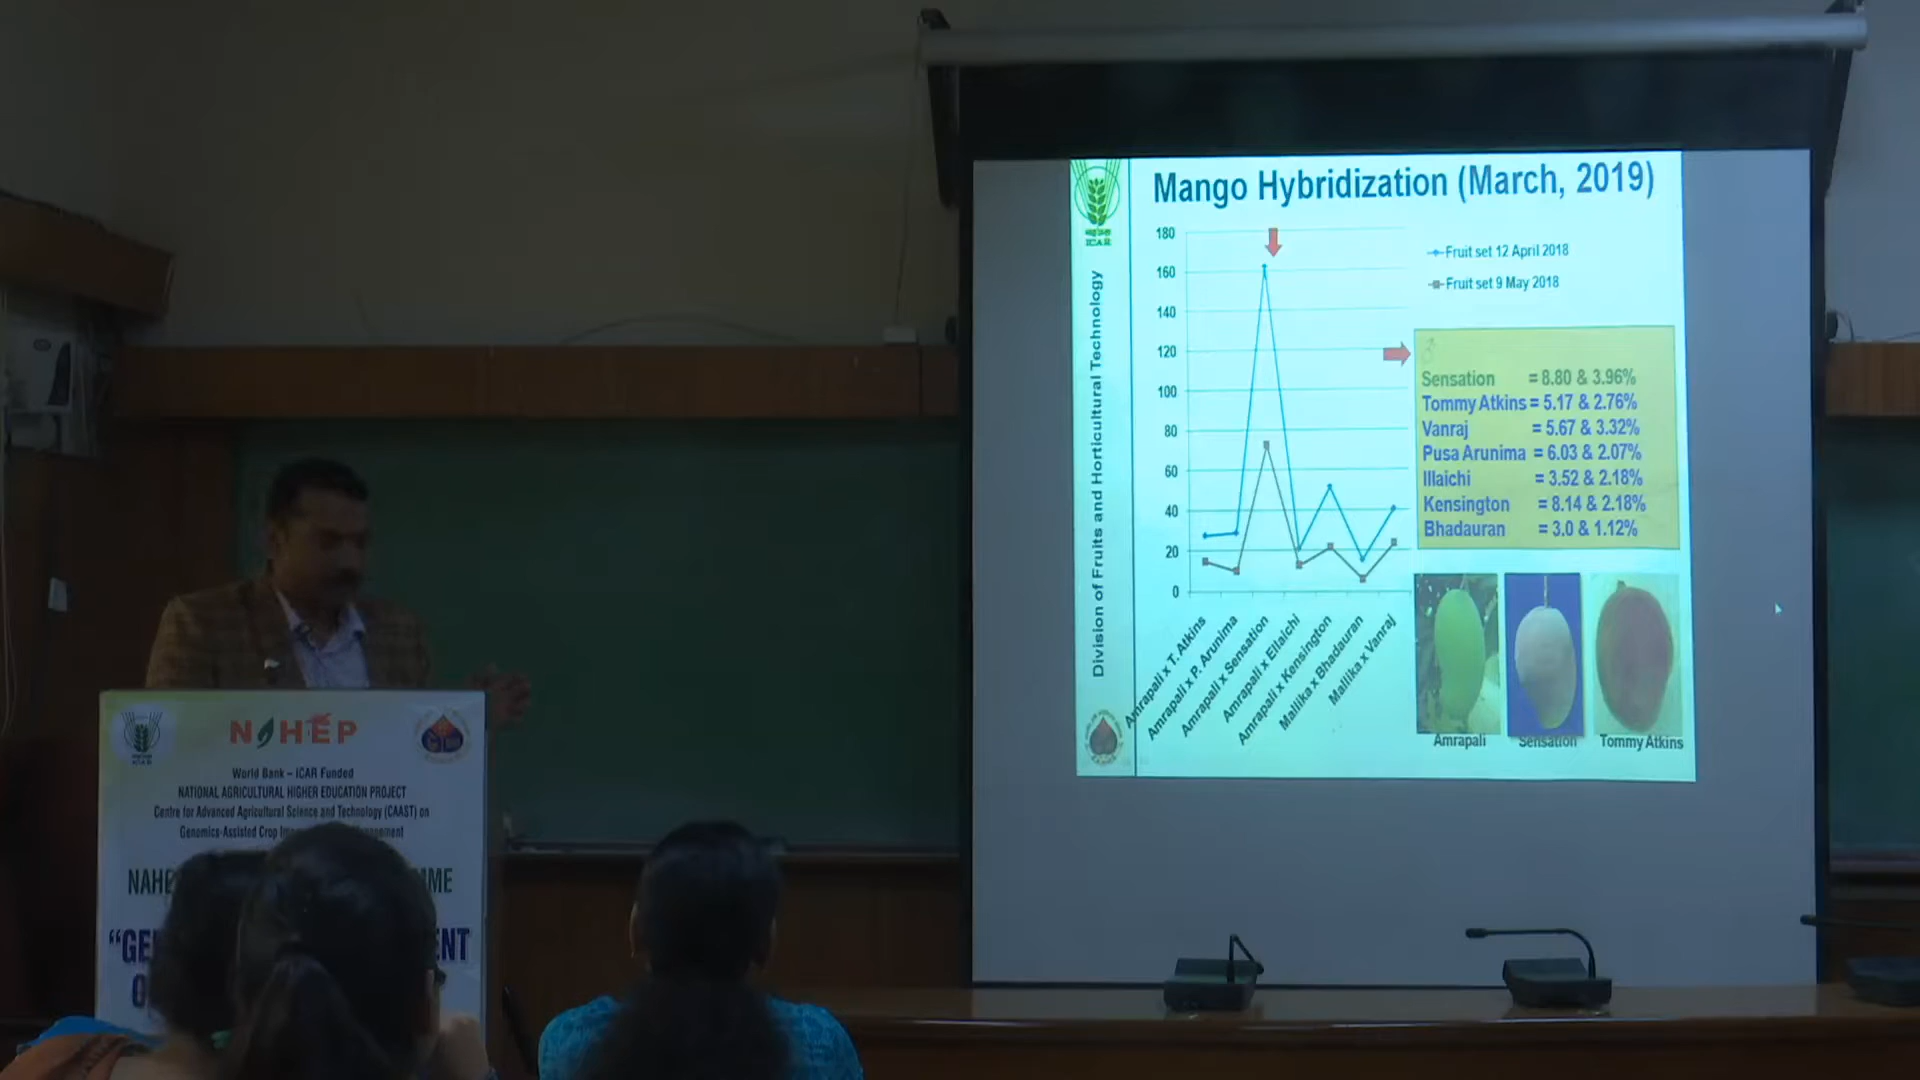 Mango Hybridization (March, 2019)
ICAR
Division of Fruits and Horticultural Technology
180
160
140
120
100
80
60
40
20
0
Fruit set 12 April 2018
Fruit set 9 May 2018
Amrapali x T. Atkins
Amrapali x P. Arunima
Amrapali x Sensation
Amrapali x Ellaichi
Amrapali x Kensington
Mallika x Bhadauran
Mallika x Vanraj
♂
Sensation = 8.80 & 3.96%
Tommy Atkins = 5.17 & 2.76%
Vanraj = 5.67 & 3.32%
Pusa Arunima = 6.03 & 2.07%
Illaichi = 3.52 & 2.18%
Kensington = 8.14 & 2.18%
Bhadauran = 3.0 & 1.12%
Amrapali
Sensation
Tommy Atkins
ICAR
NAHEP
World Bank – ICAR Funded
NATIONAL AGRICULTURAL HIGHER EDUCATION PROJECT
Centre for Advanced Agricultural Science and Technology (CAAST) on
Genomics-Assisted Crop